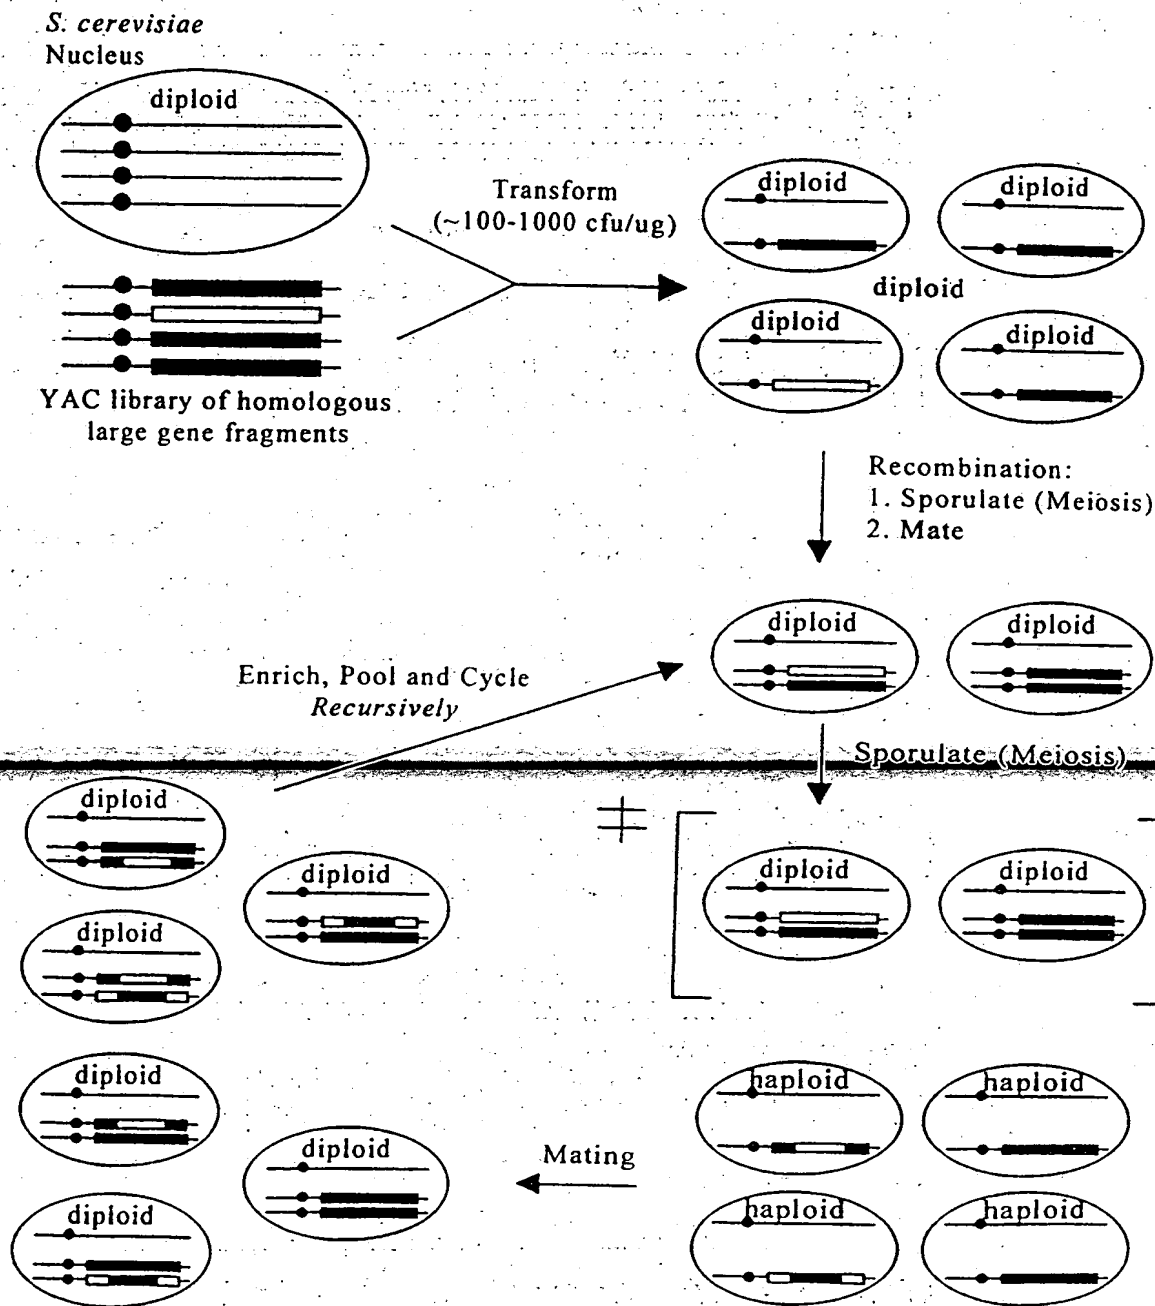 S. cerevisiae
Nucleus
diploid
YAC library of homologous
large gene fragments
Transform
(~100-1000 cfu/ug)
diploid
diploid
diploid
diploid
diploid
Recombination:
1. Sporulate (Meiosis)
2. Mate
diploid
diploid
Enrich, Pool and Cycle
Recursively
Sporulate (Meiosis)
diploid
diploid
diploid
diploid
diploid
diploid
diploid
diploid
haploid
haploid
haploid
haploid
Mating